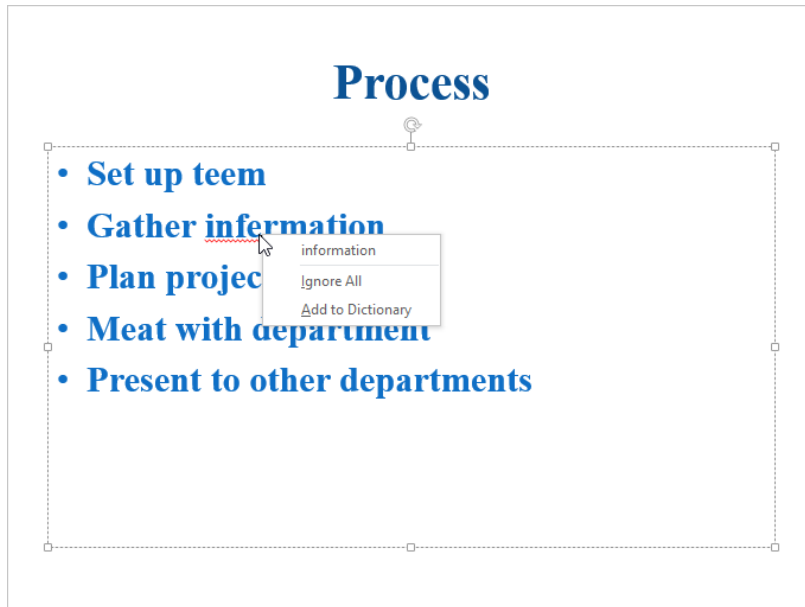 Process
• Set up teem
• Gather infermation
information
• Plan projec
Ignore All
Add to Dictionary
• Meat with department
• Present to other departments